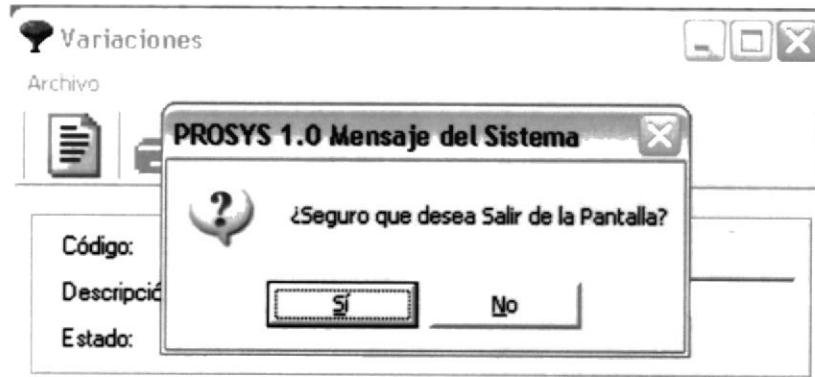 Variaciones
Archivo
PROSYS 1.0 Mensaje del Sistema
¿Seguro que desea Salir de la Pantalla?
Código:
Descripció
Estado:
Sí
No